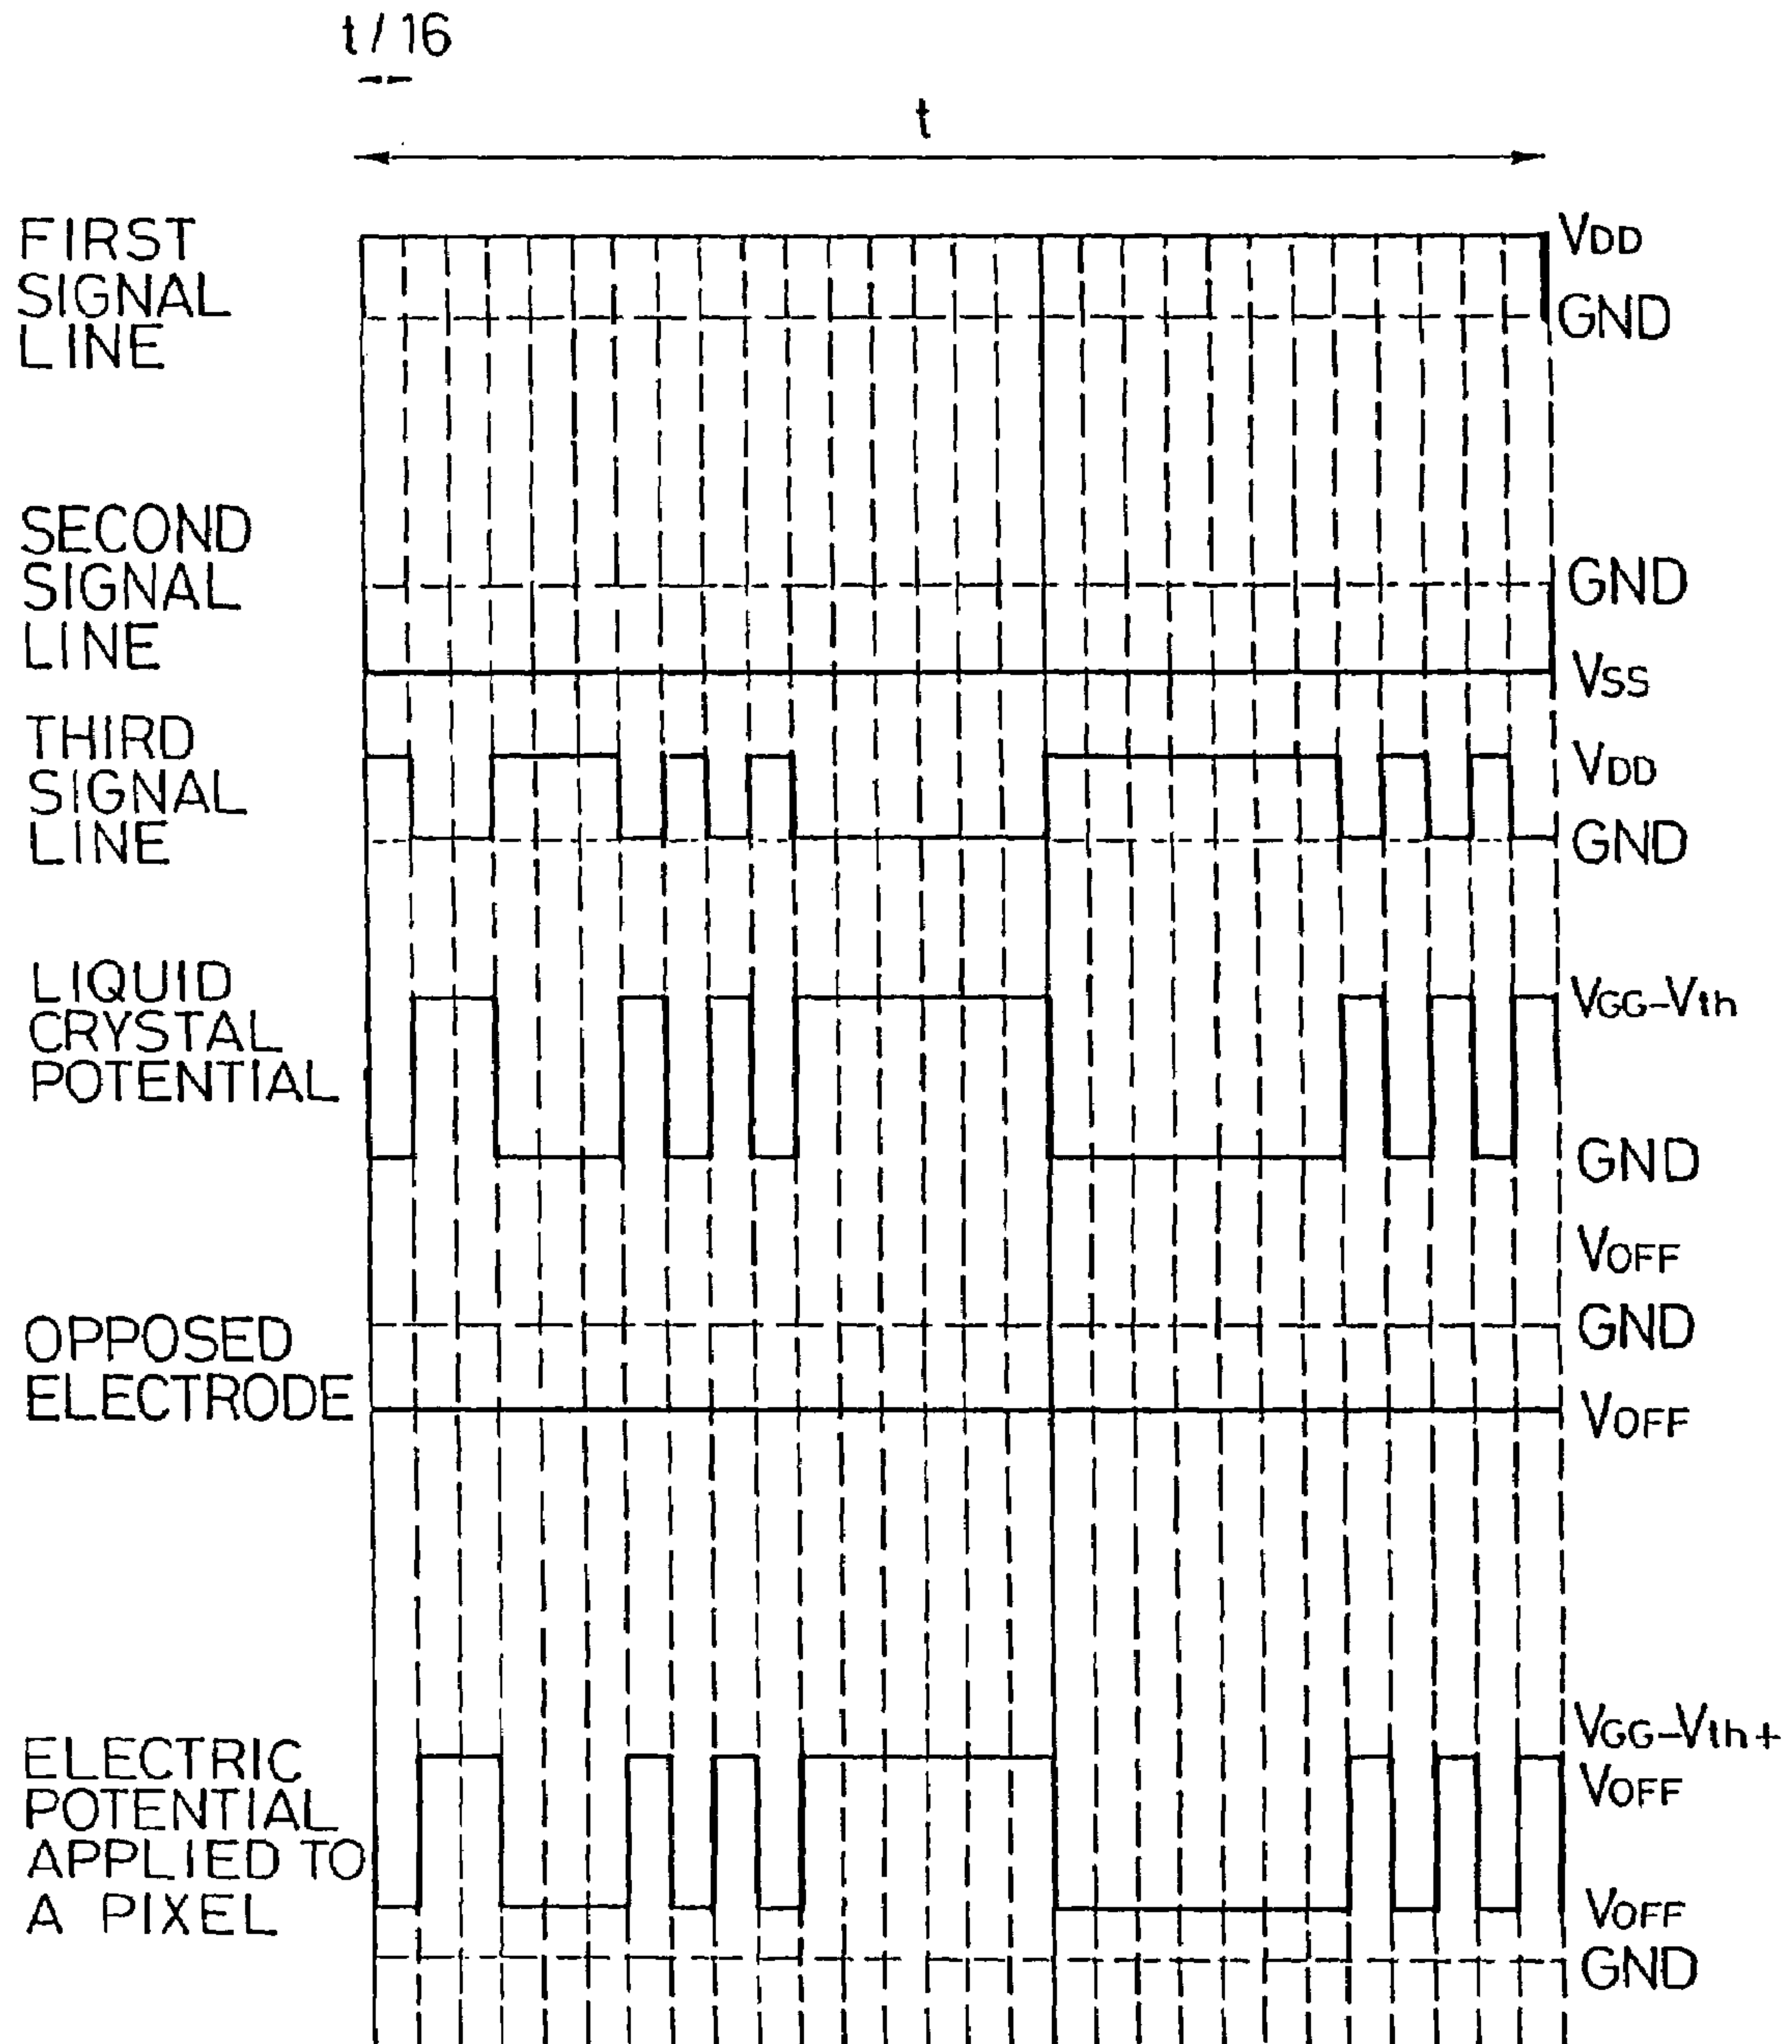 t/16
t
FIRST
SIGNAL
LINE
VDD
GND
SECOND
SIGNAL
LINE
GND
VSS
THIRD
SIGNAL
LINE
VDD
GND
LIQUID
CRYSTAL
POTENTIAL
VGG-Vth
GND
VOFF
OPPOSED
ELECTRODE
GND
VOFF
ELECTRIC
POTENTIAL
APPLIED TO
A PIXEL
VGG-Vth+
VOFF
VOFF
GND